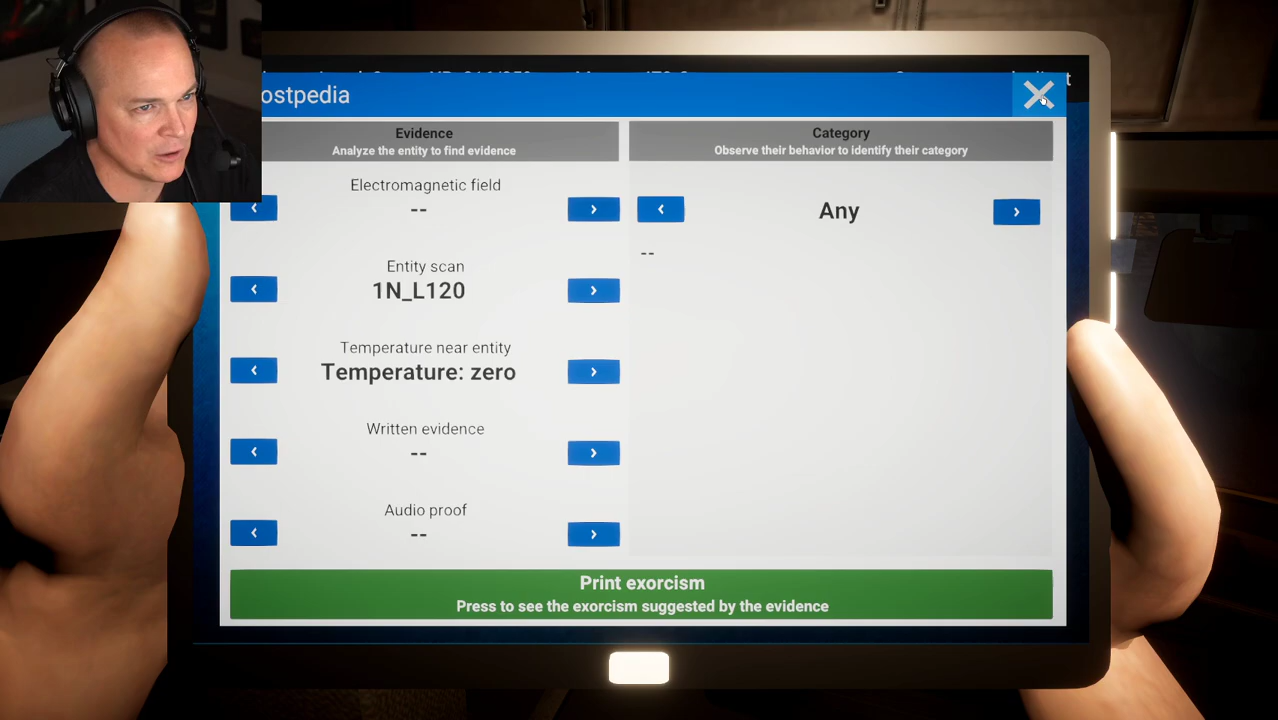 ostpedia
Evidence
Analyze the entity to find evidence
Category
Observe their behavior to identify their category
Electromagnetic field
--
Any
--
Entity scan
1N_L120
Temperature near entity
Temperature: zero
Written evidence
--
Audio proof
--
Print exorcism
Press to see the exorcism suggested by the evidence